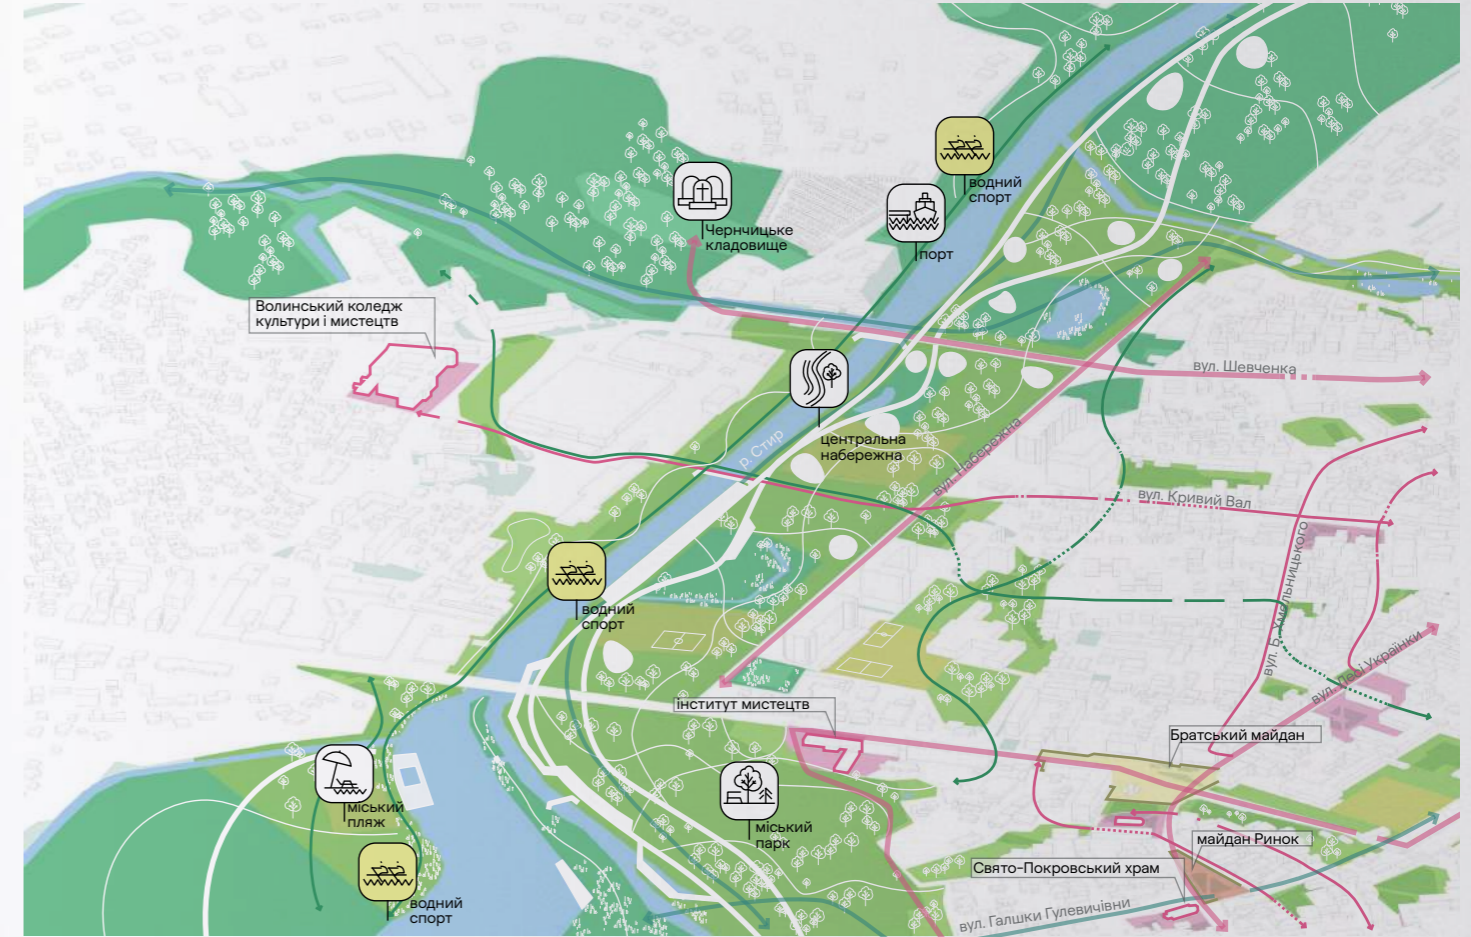 водний
спорт
порт
Чернчицьке
кладовище
Волинський коледж
культури і мистецтв
вул. Шевченка
центральна
набережна
р. Стир
вул. Набережна
вул. Кривий Вал
вул. Б. Хмельницького
водний
спорт
вул. Лесі Українки
інститут мистецтв
Братський майдан
міський
пляж
міський
парк
майдан Ринок
Свято-Покровський храм
водний
спорт
вул. Галшки Гулевичівни